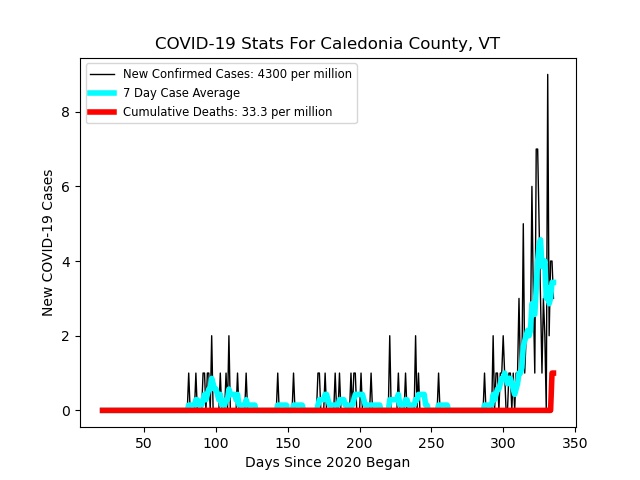 COVID-19 Stats For Caledonia County, VT
New Confirmed Cases: 4300 per million
7 Day Case Average
Cumulative Deaths: 33.3 per million
New COVID-19 Cases
8
6
4
2
0
50 100 150 200 250 300 350
Days Since 2020 Began